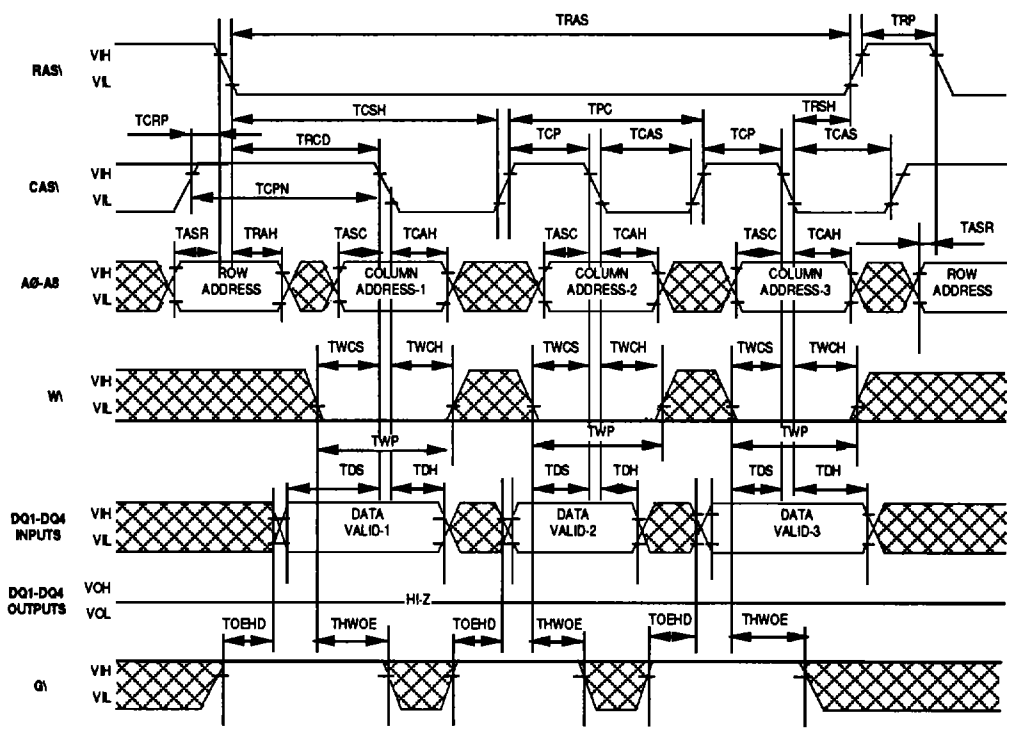 TRAS TRP
RAS\ VIH VIL
TCSH TPC TRSH
TCRP TRCD TCP TCAS TCP TCAS
CAS\ VIH VIL TCPN
TASR TRAH TASC TCAH TASC TCAH TASC TCAH TASR
AØ-A8 VIH VIL
ROW ADDRESS
COLUMN ADDRESS-1
COLUMN ADDRESS-2
COLUMN ADDRESS-3
ROW ADDRESS
TWCS TWCH TWCS TWCH TWCS TWCH
W\ VIH VIL
TWP TWP TWP
TDS TDH TDS TDH TDS TDH
DQ1-DQ4 INPUTS VIH VIL
DATA VALID-1
DATA VALID-2
DATA VALID-3
DQ1-DQ4 OUTPUTS VOH VOL
HI-Z
TOEHD THWOE TOEHD THWOE TOEHD THWOE
G\ VIH VIL